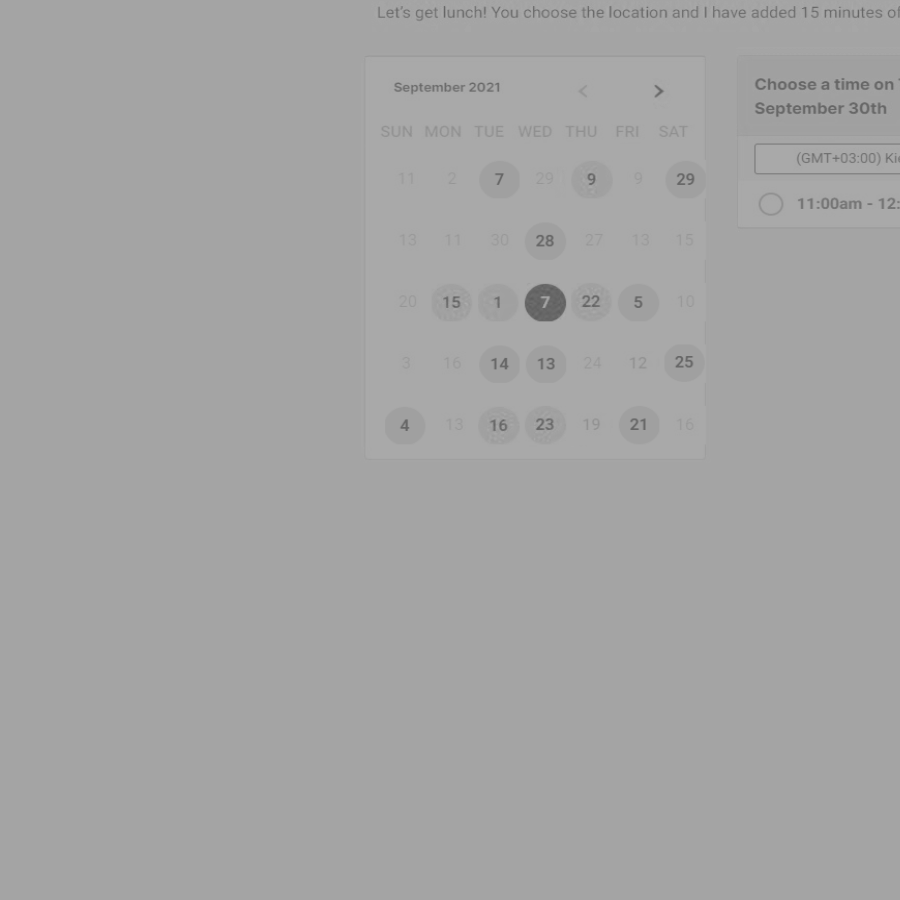 Let's get lunch! You choose the location and I have added 15 minutes of
September 2021
SUN MON TUE WED THU FRI SAT
11 2 7 29 9 9 29
13 11 30 28 27 13 15
20 15 1 7 22 5 10
3 16 14 13 24 12 25
4 13 16 23 19 21 16
Choose a time on
September 30th
(GMT+03:00)
11:00am - 12: